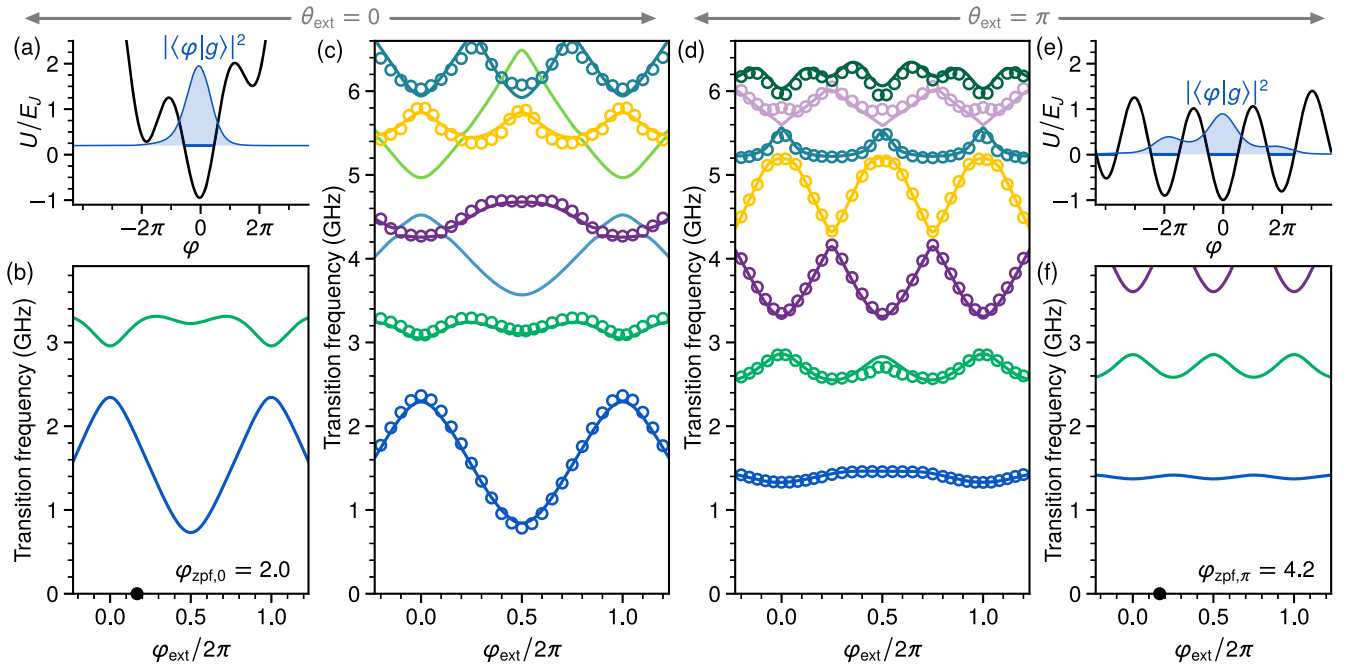 θext = 0
θext = π
(a)
|⟨φ|g⟩|²
U/EJ
2
1
0
−1
−2π
0
2π
φ
(b)
Transition frequency (GHz)
3
2
1
0
φzpf,0 = 2.0
0.0
0.5
1.0
φext/2π
(c)
Transition frequency (GHz)
6
5
4
3
2
1
0
0.0
0.5
1.0
φext/2π
(d)
Transition frequency (GHz)
6
5
4
3
2
1
0
0.0
0.5
1.0
φext/2π
(e)
|⟨φ|g⟩|²
U/EJ
2
1
0
−1
−2π
0
2π
φ
(f)
Transition frequency (GHz)
3
2
1
0
φzpf,π = 4.2
0.0
0.5
1.0
φext/2π